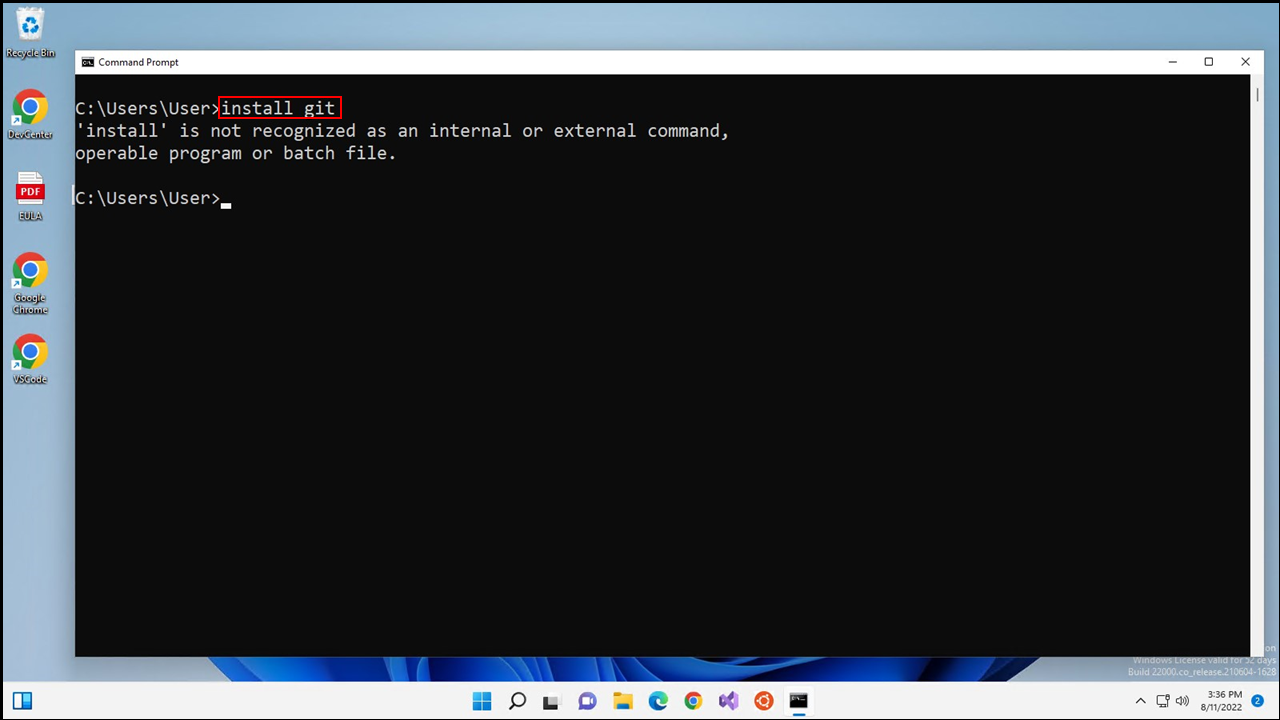 Recycle Bin
DevCenter
PDF
EULA
Google
Chrome
VSCode
Command Prompt
C:\Users\User>install git
'install' is not recognized as an internal or external command,
operable program or batch file.
C:\Users\User>
Windows License valid for 52 days
Build 22000.co_release.210604-1628
3:36 PM
8/11/2022
2